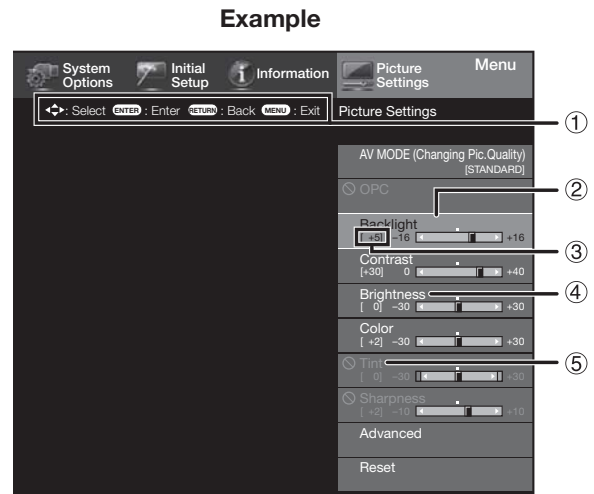 Example
System Options
Initial Setup
Information
Picture Settings
Menu
: Select ENTER : Enter RETURN : Back MENU : Exit
Picture Settings
①
AV MODE (Changing Pic.Quality)
[STANDARD]
OPC
②
Backlight
[ +5] −16 +16
③
Contrast
[+30] 0 +40
Brightness
④
[ 0] −30 +30
Color
[ +2] −30 +30
Tint
⑤
[ 0] −30 +30
Sharpness
[ +2] −10 +10
Advanced
Reset